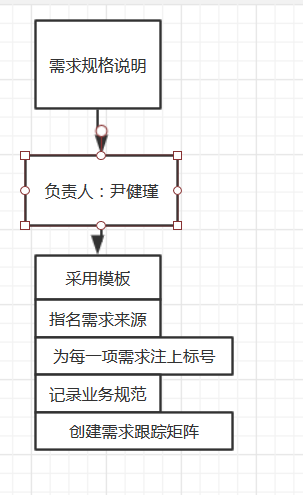 需求规格说明
负责人：尹健瑾
采用模板
指名需求来源
为每一项需求注上标号
记录业务规范
创建需求跟踪矩阵